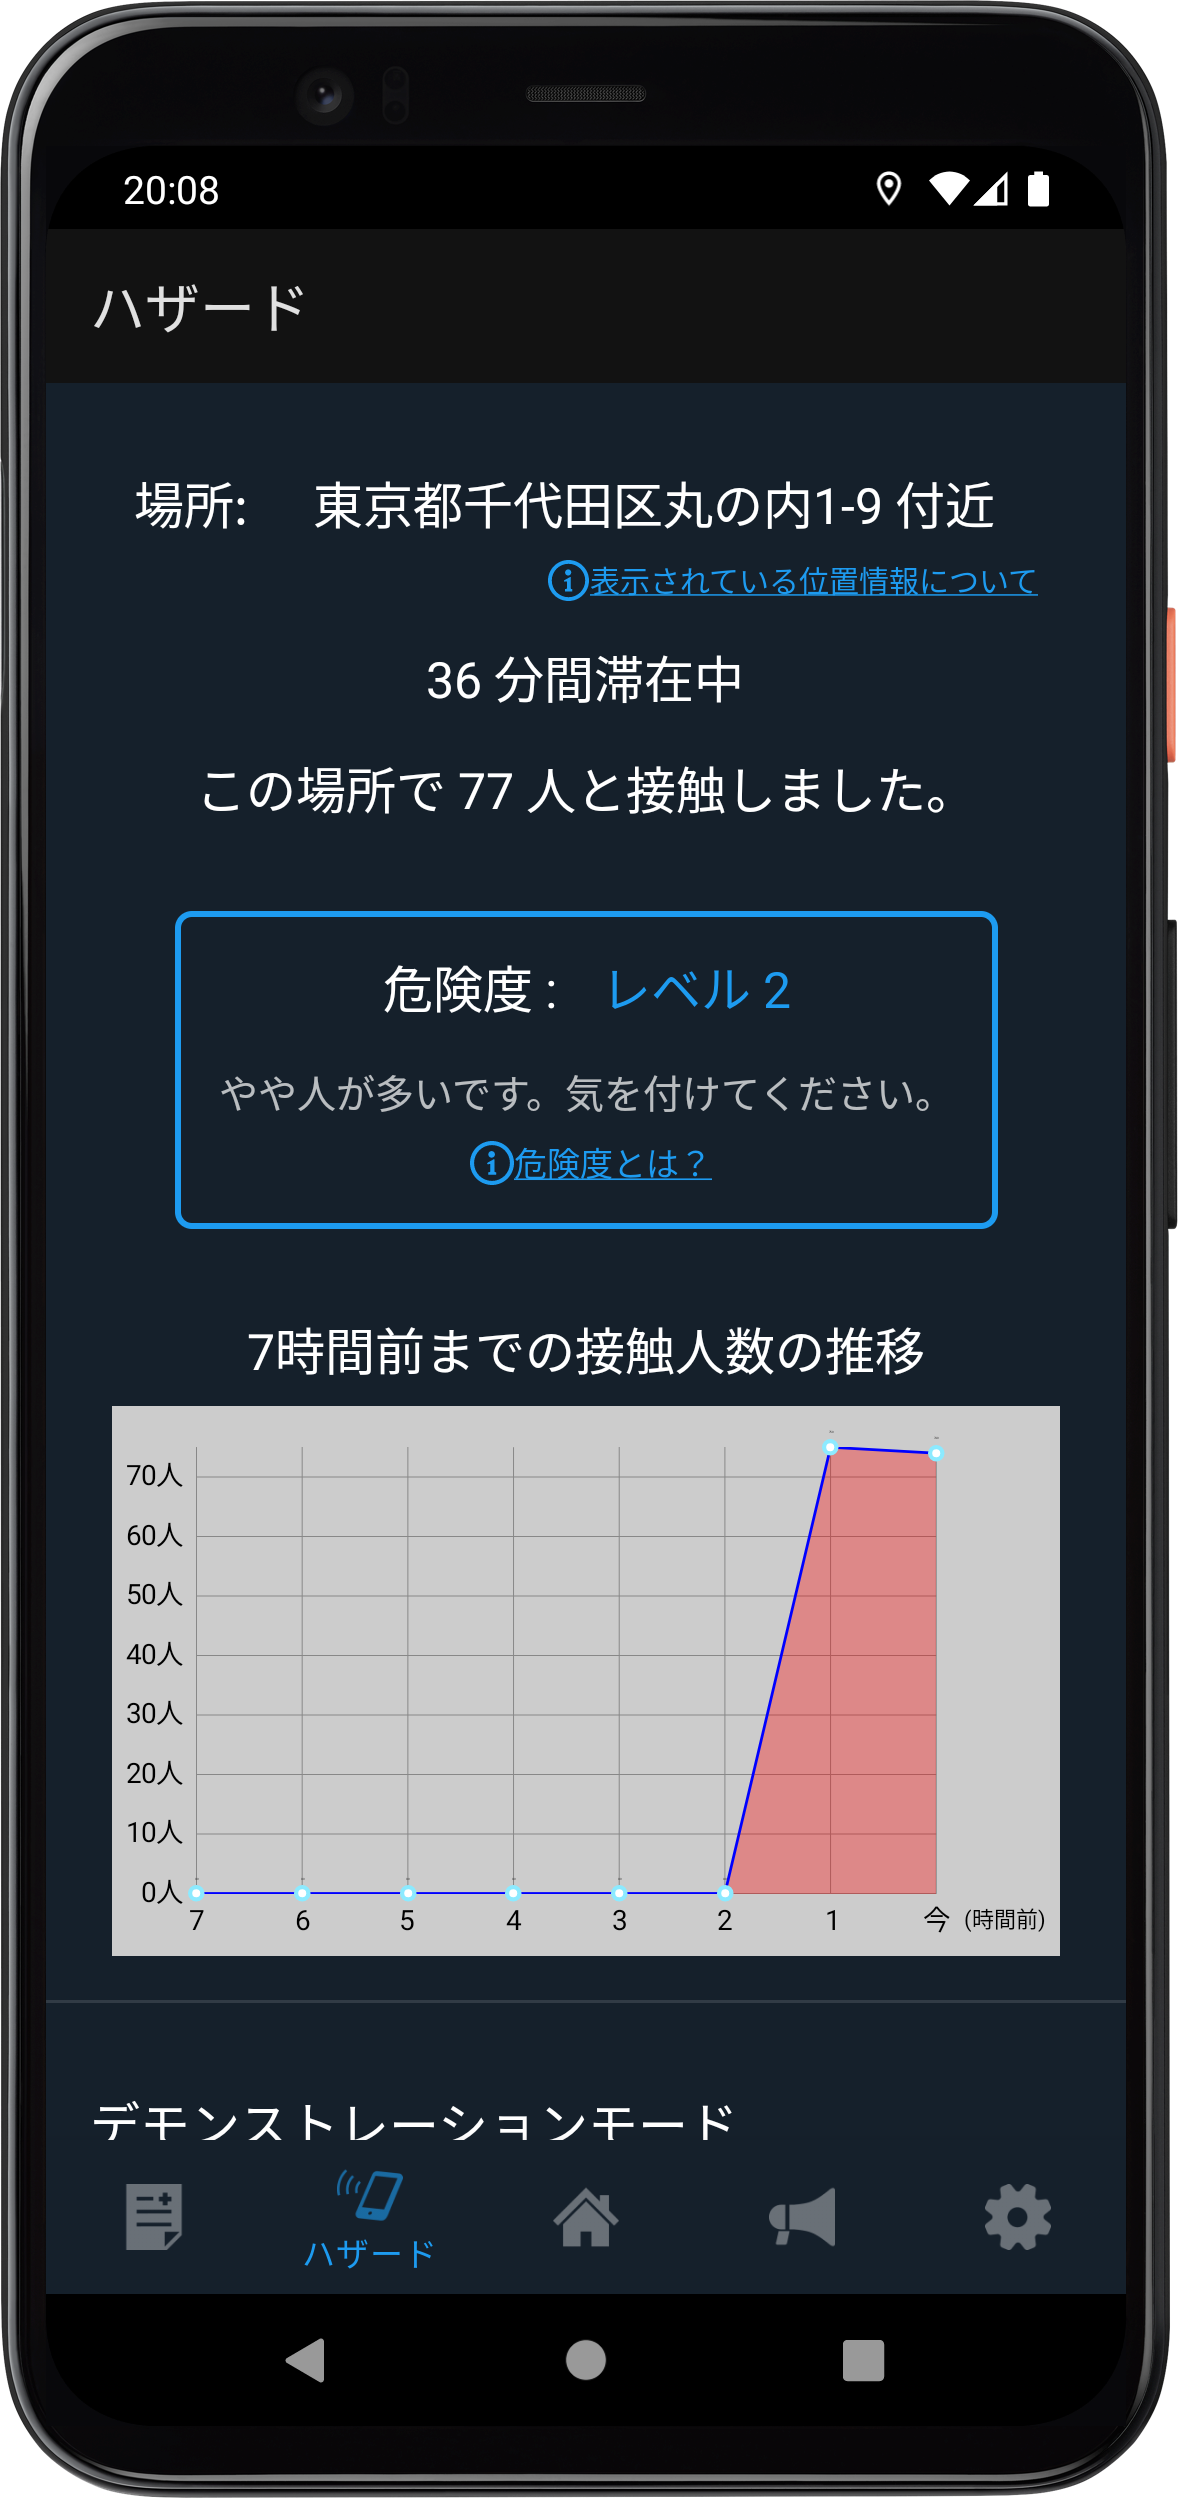 20:08
ハザード
場所: 東京都千代田区丸の内1-9 付近
表示されている位置情報について
36 分間滞在中
この場所で 77 人と接触しました。
危険度 : レベル 2
やや人が多いです。気を付けてください。
危険度とは？
7時間前までの接触人数の推移
70人
60人
50人
40人
30人
20人
10人
0人
7 6 5 4 3 2 1 今 (時間前)
デモンストレーションモード
ハザード